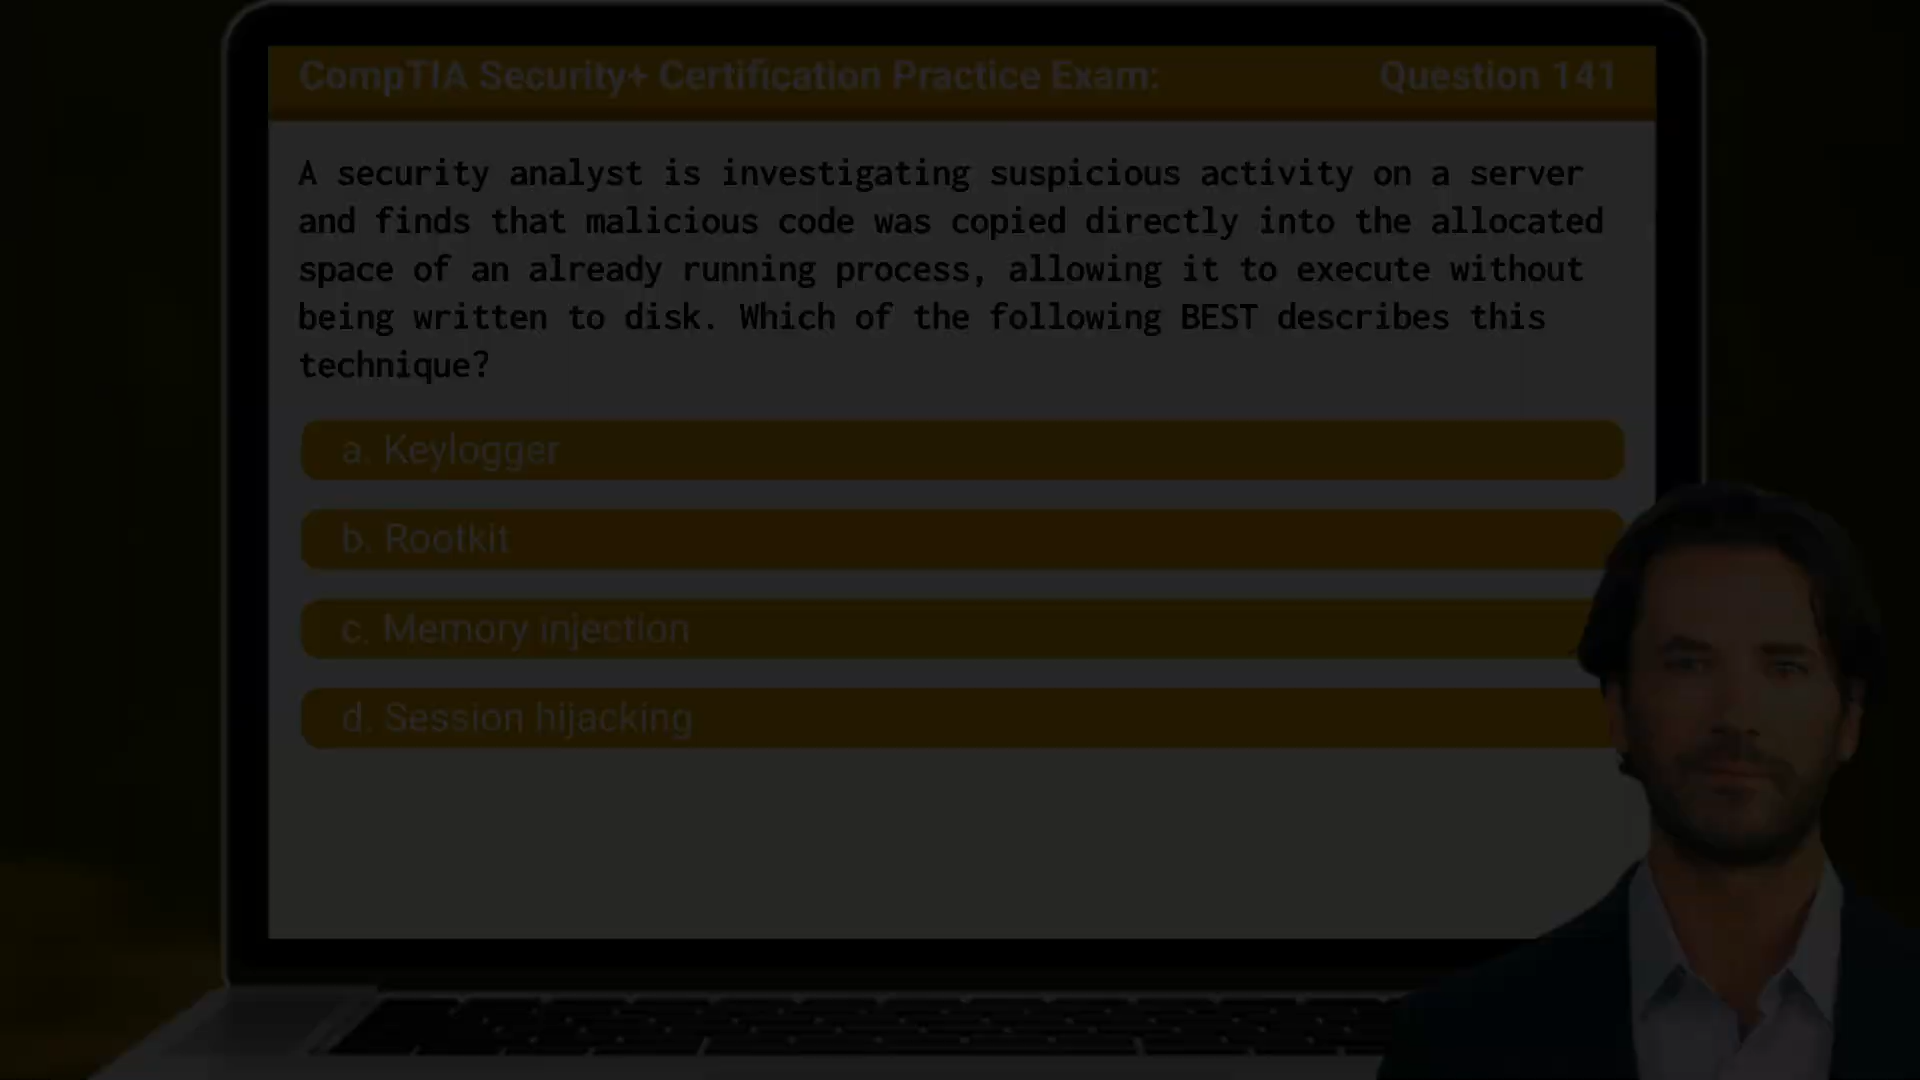 CompTIA Security+ Certification Practice Exam: Question 141
A security analyst is investigating suspicious activity on a server
and finds that malicious code was copied directly into the allocated
space of an already running process, allowing it to execute without
being written to disk. Which of the following BEST describes this
technique?
a. Keylogger
b. Rootkit
c. Memory injection
d. Session hijacking